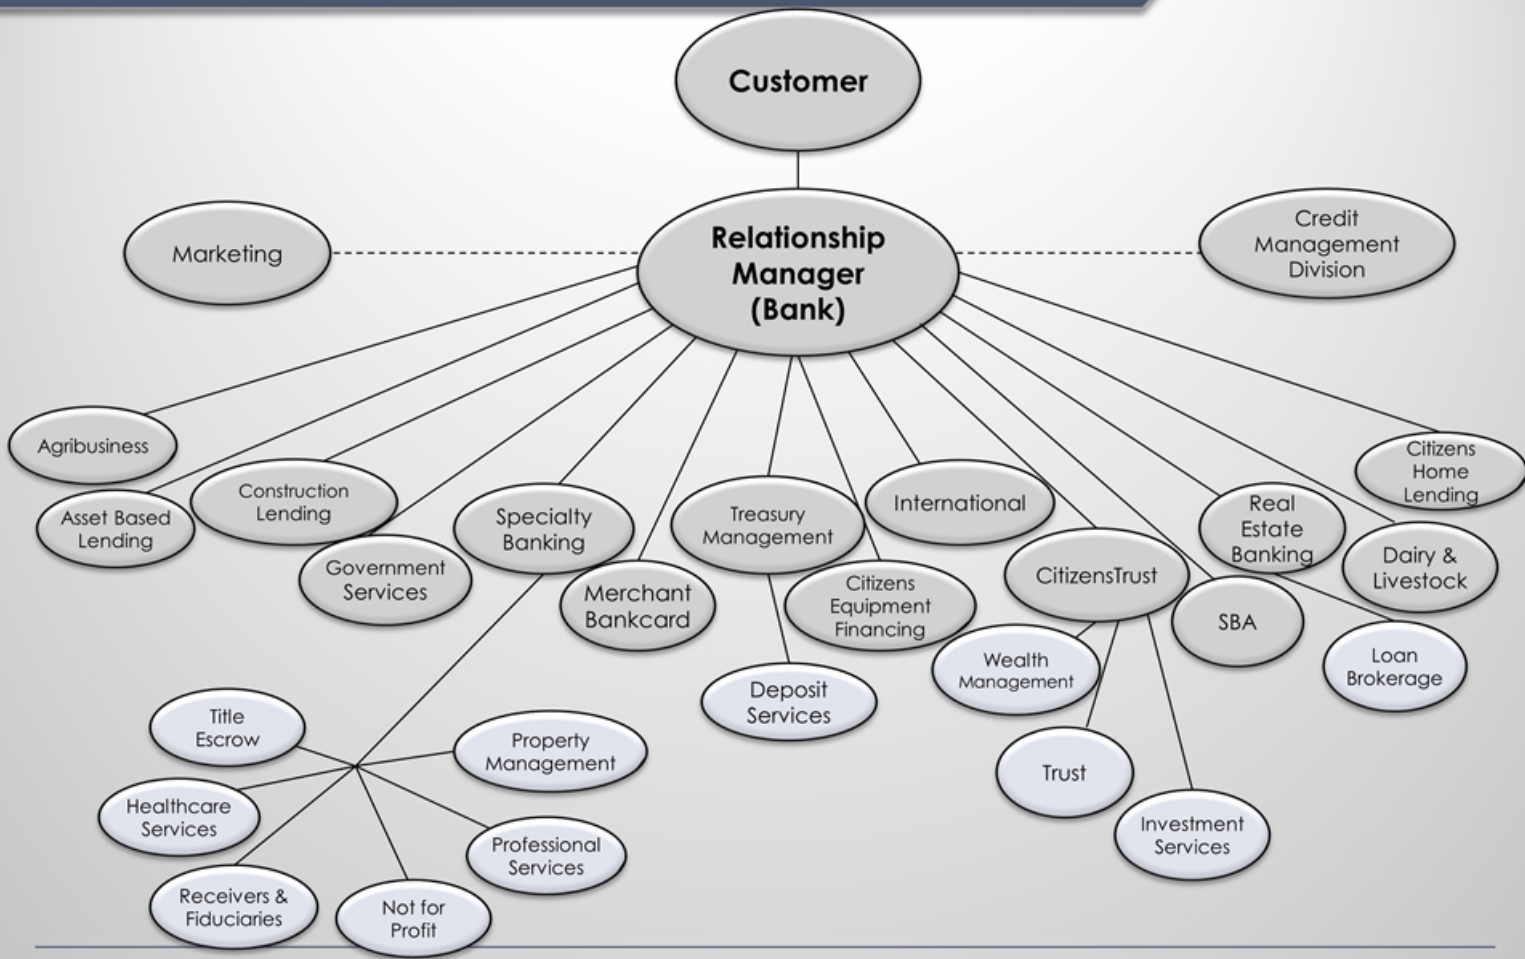 Customer
Relationship
Manager
(Bank)
Marketing
Credit
Management
Division
Agribusiness
Asset Based
Lending
Construction
Lending
Government
Services
Specialty
Banking
Merchant
Bankcard
Treasury
Management
Citizens
Equipment
Financing
International
CitizensTrust
SBA
Real
Estate
Banking
Dairy &
Livestock
Citizens
Home
Lending
Title
Escrow
Healthcare
Services
Receivers &
Fiduciaries
Not for
Profit
Professional
Services
Property
Management
Deposit
Services
Wealth
Management
Trust
Investment
Services
Loan
Brokerage